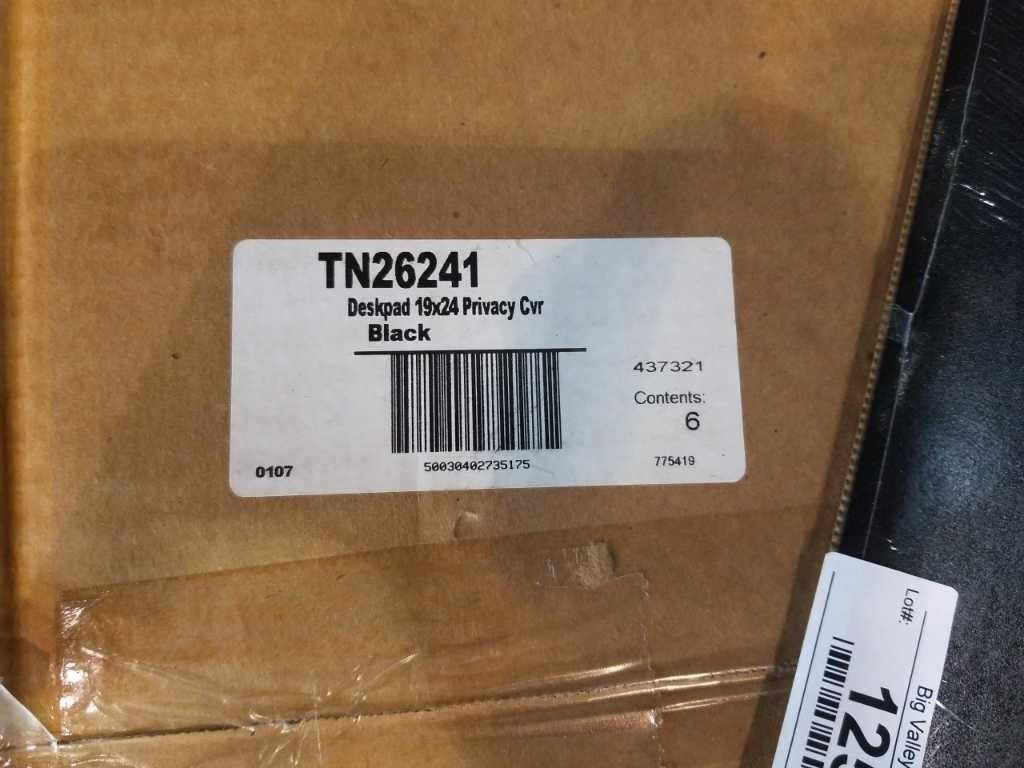 TN26241
Deskpad 19x24 Privacy Cvr
Black
437321
Contents:
6
50030402735175
775419
0107
Lot#:
Big Valley